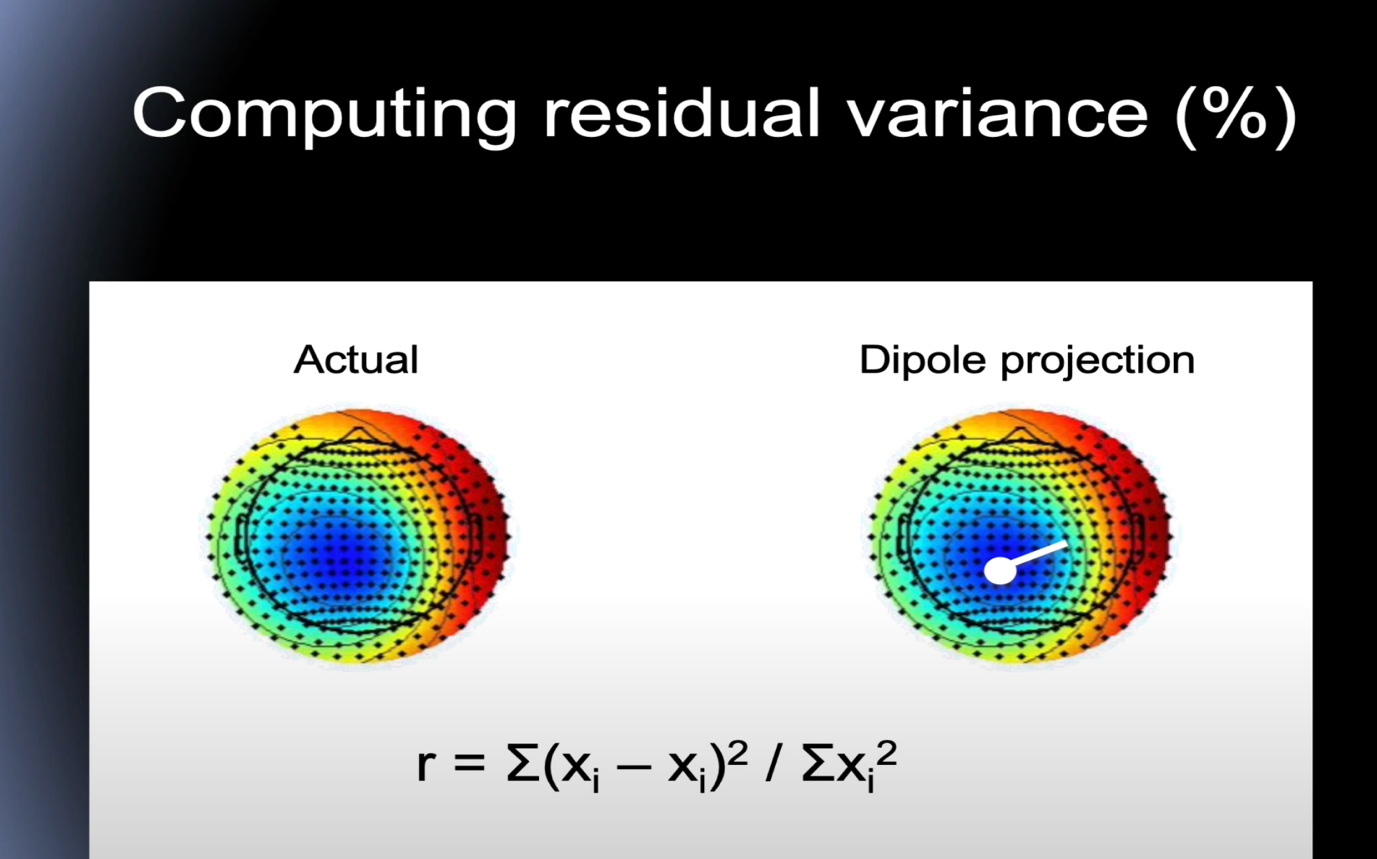 Computing residual variance (%)
Actual
Dipole projection
r = Σ(xᵢ – xᵢ)² / Σxᵢ²